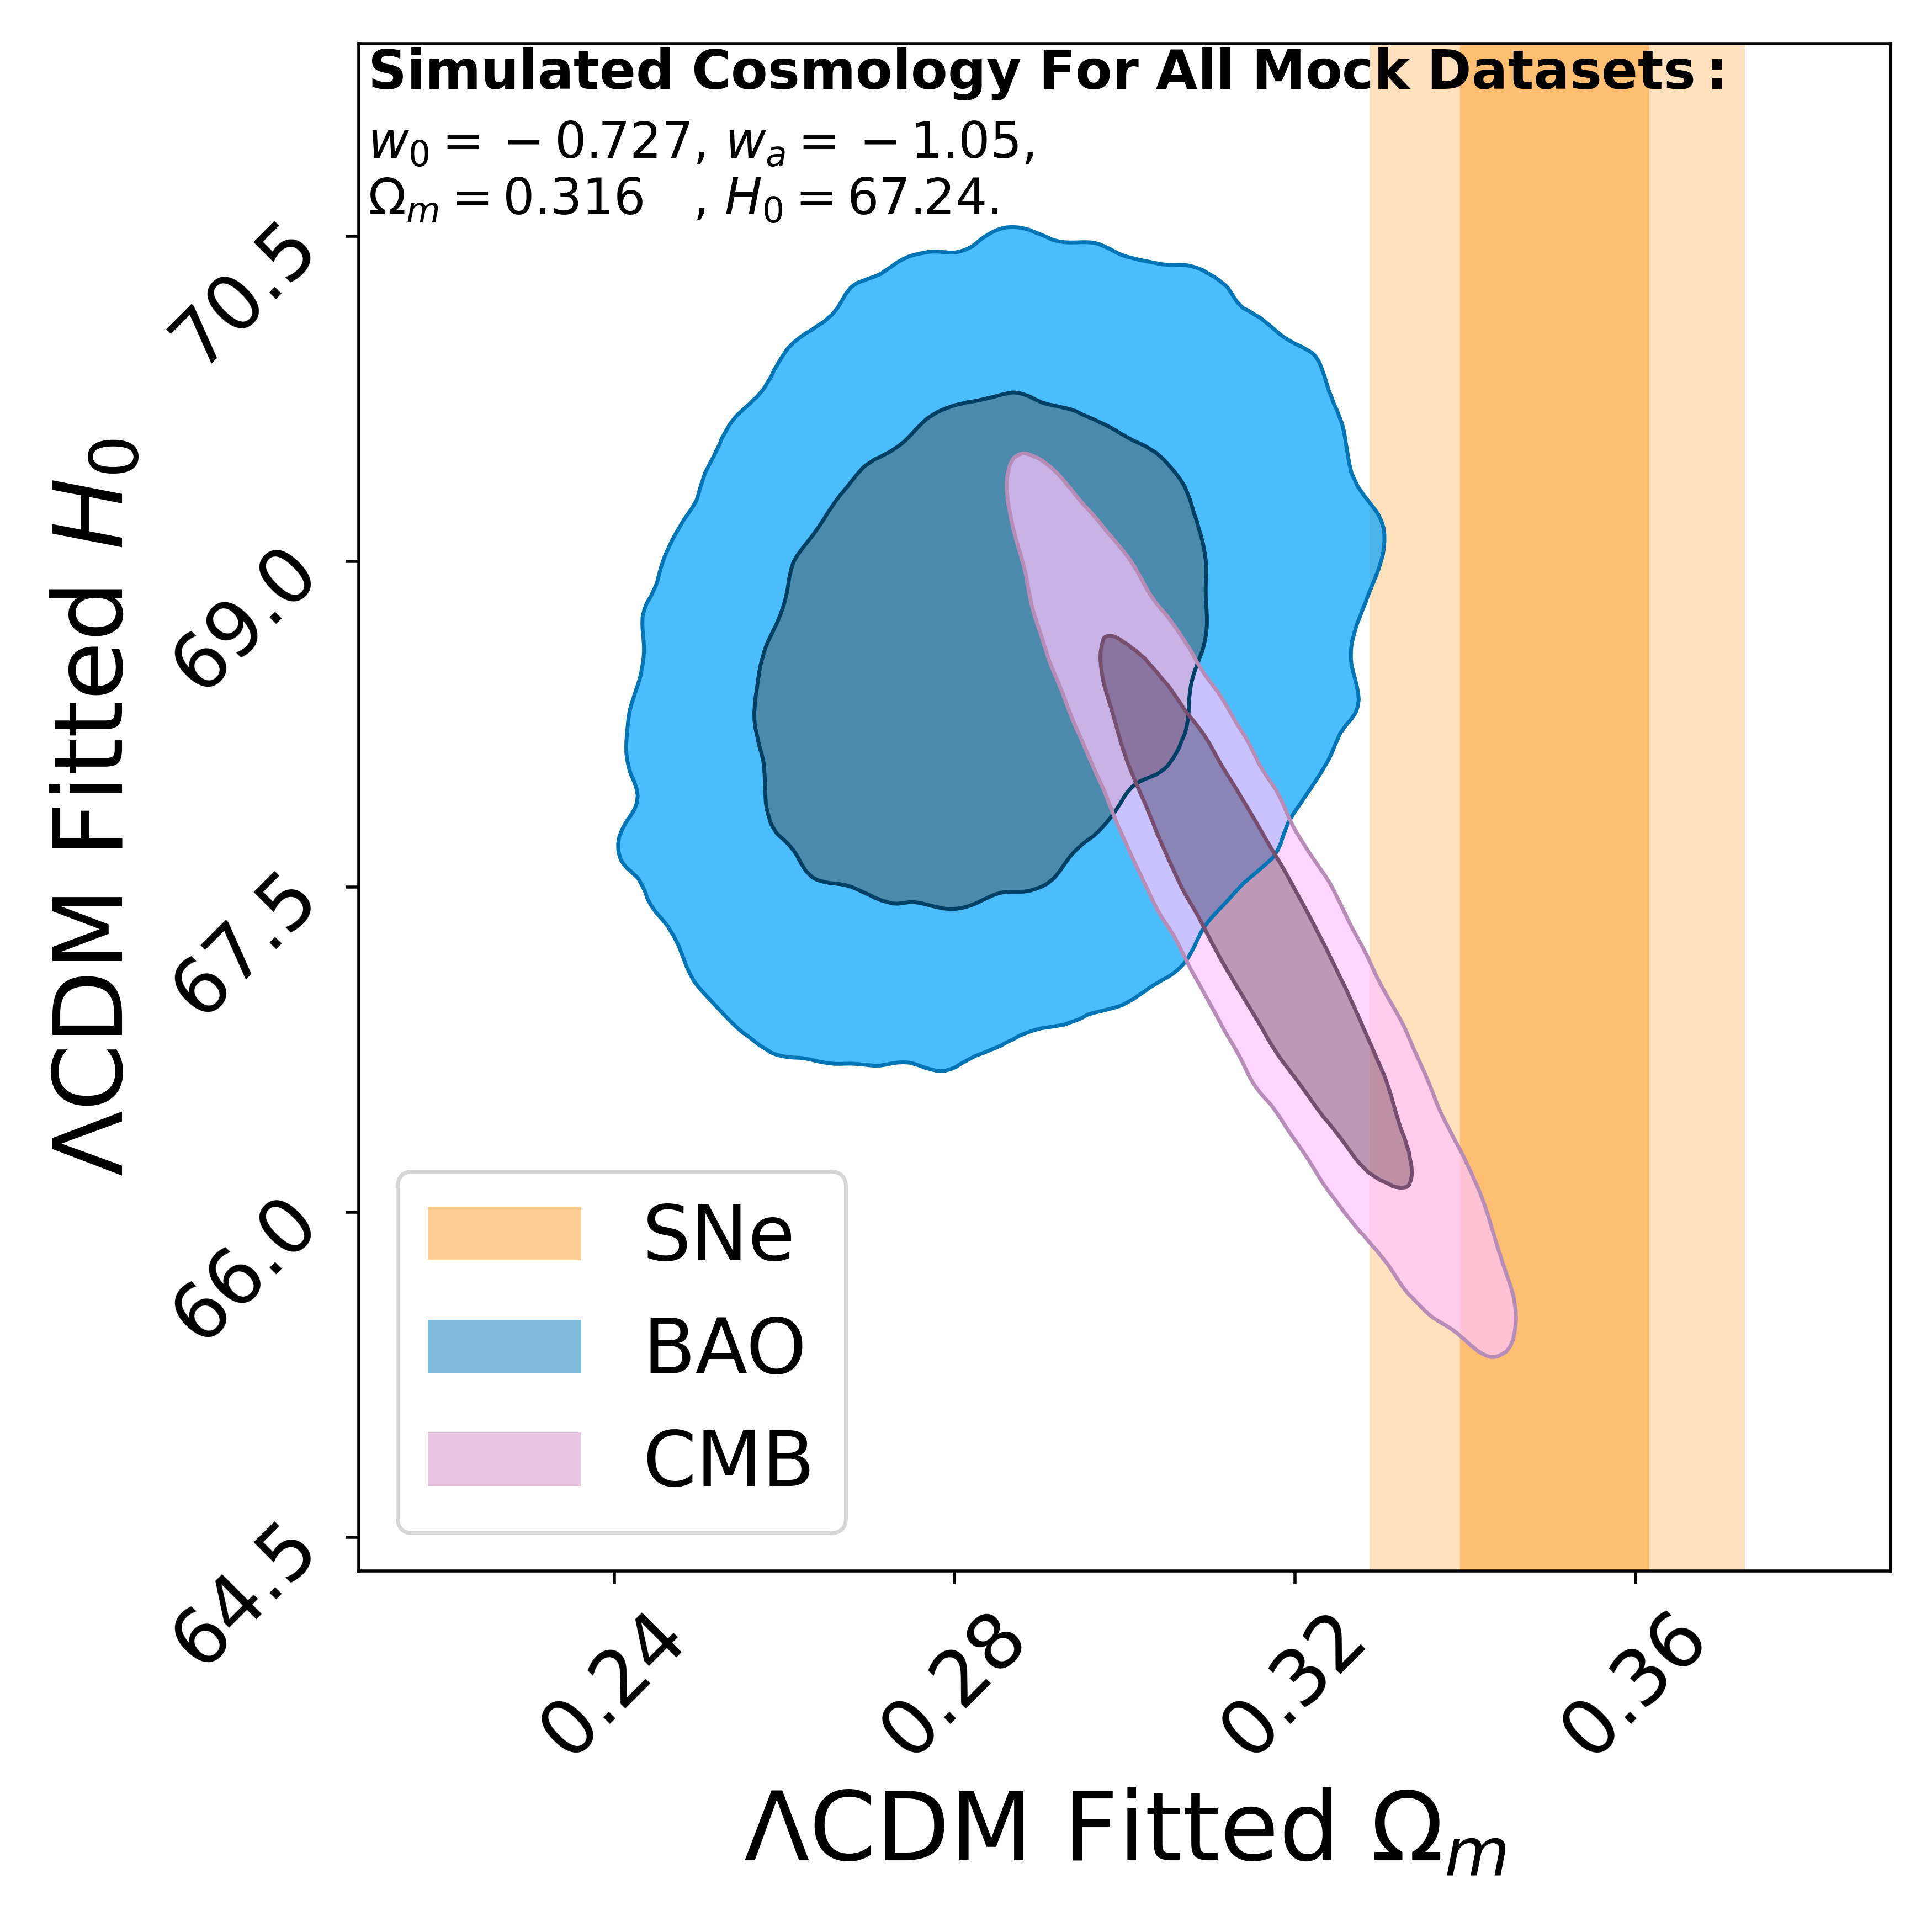 Simulated Cosmology For All Mock Datasets :
w₀ = −0.727, wₐ = −1.05,
Ωₘ = 0.316 , H₀ = 67.24.
ΛCDM Fitted H₀
70.5
69.0
67.5
66.0
64.5
SNe
BAO
CMB
0.24 0.28 0.32 0.36
ΛCDM Fitted Ωₘ